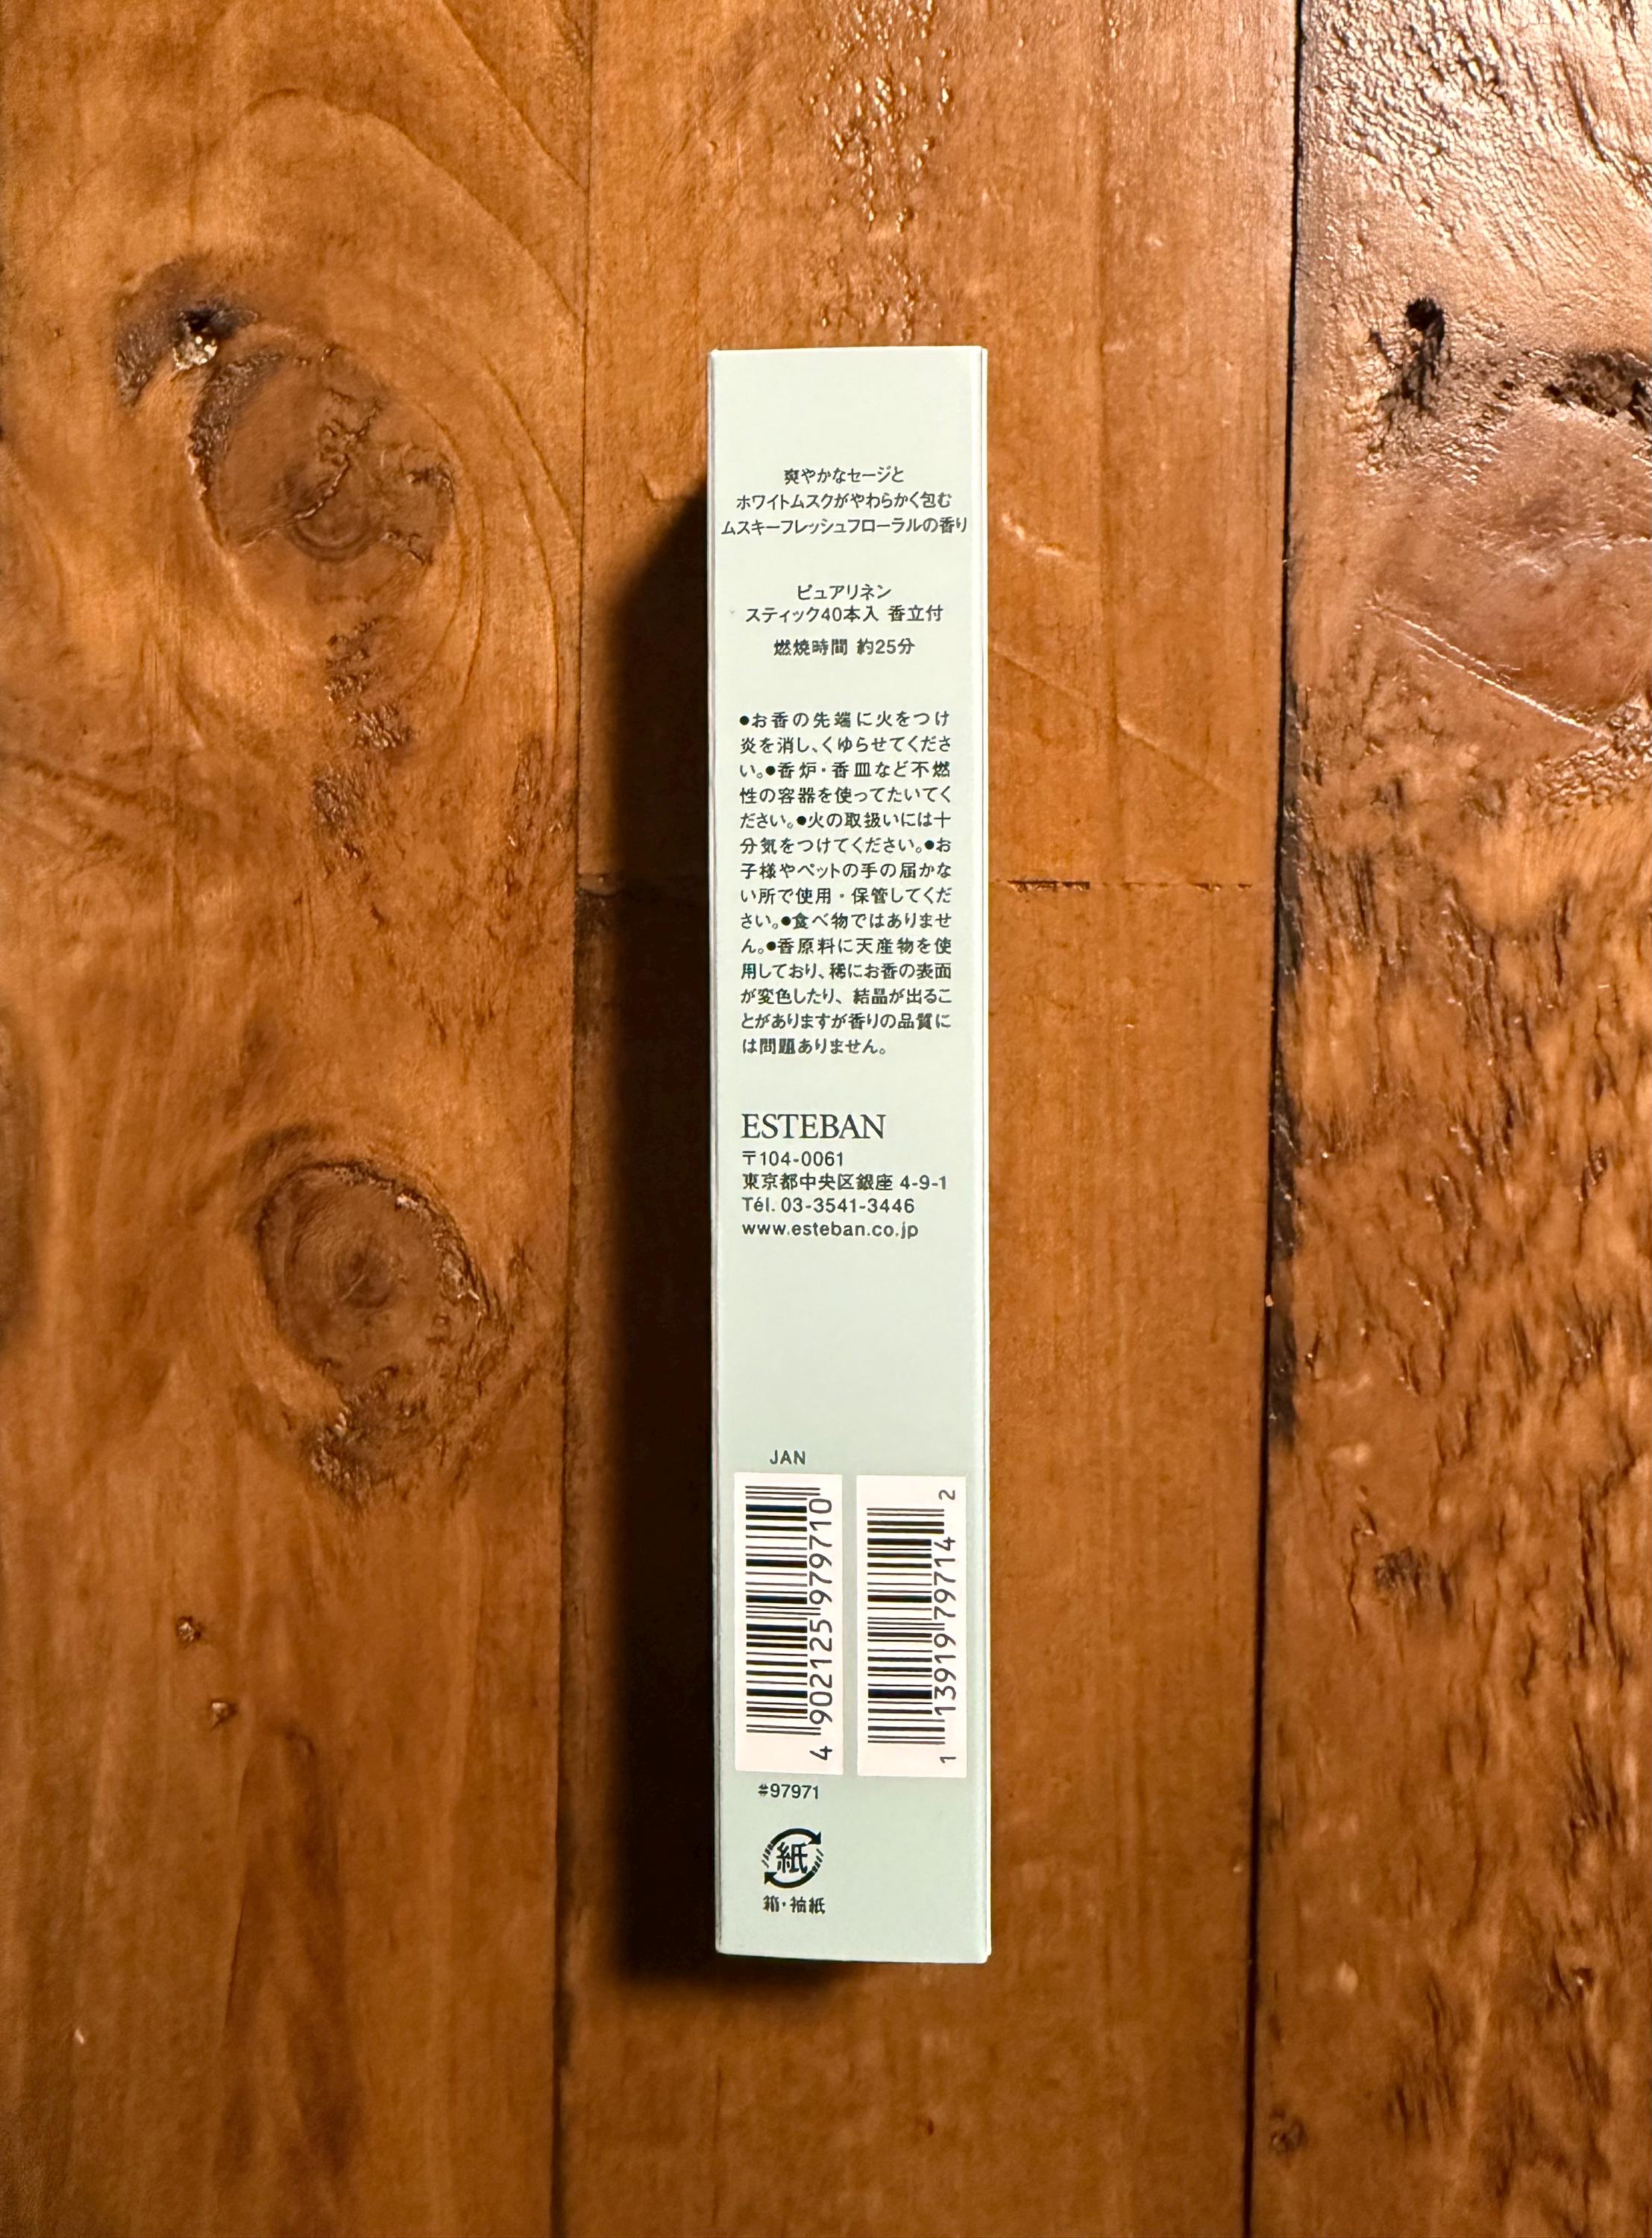 爽やかなセージと
ホワイトムスクがやわらかく包む
ムスキーフレッシュフローラルの香り
ピュアリネン
スティック40本入 香立付
燃焼時間 約25分
●お香の先端に火をつけ
炎を消し、くゆらせてくださ
い。●香炉・香皿など不燃
性の容器を使ってたいてく
ださい。●火の取扱いには十
分気をつけてください。●お
子様やペットの手の届かな
い所で使用・保管してくだ
さい。●食べ物ではありませ
ん。●香原料に天産物を使
用しており、稀にお香の表面
が変色したり、結晶が出るこ
とがありますが香りの品質に
は問題ありません。
ESTEBAN
〒104-0061
東京都中央区銀座 4-9-1
Tél. 03-3541-3446
www.esteban.co.jp
JAN
4 902125 979710
1 13919 79714 2
#97971
紙
箱・袖紙